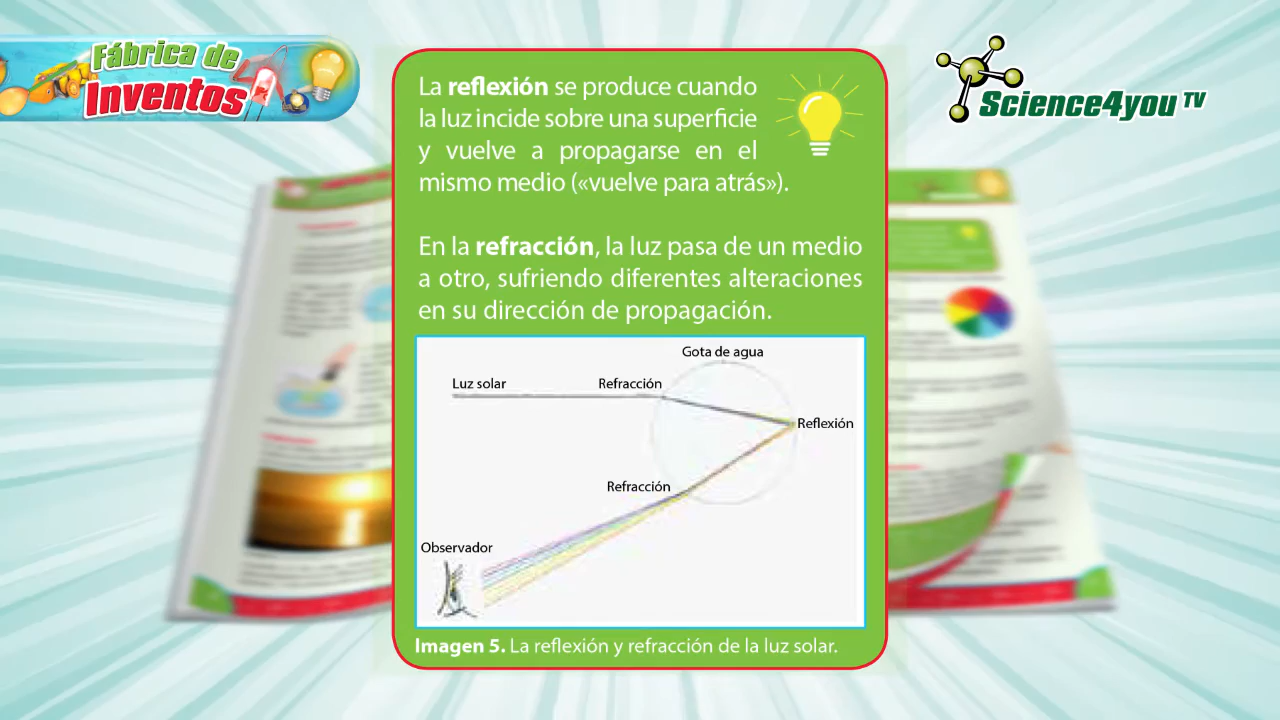 Fábrica de
Inventos
Science4you TV
La reflexión se produce cuando
la luz incide sobre una superficie
y vuelve a propagarse en el
mismo medio («vuelve para atrás»).
En la refracción, la luz pasa de un medio
a otro, sufriendo diferentes alteraciones
en su dirección de propagación.
Gota de agua
Luz solar
Refracción
Reflexión
Refracción
Observador
Imagen 5. La reflexión y refracción de la luz solar.